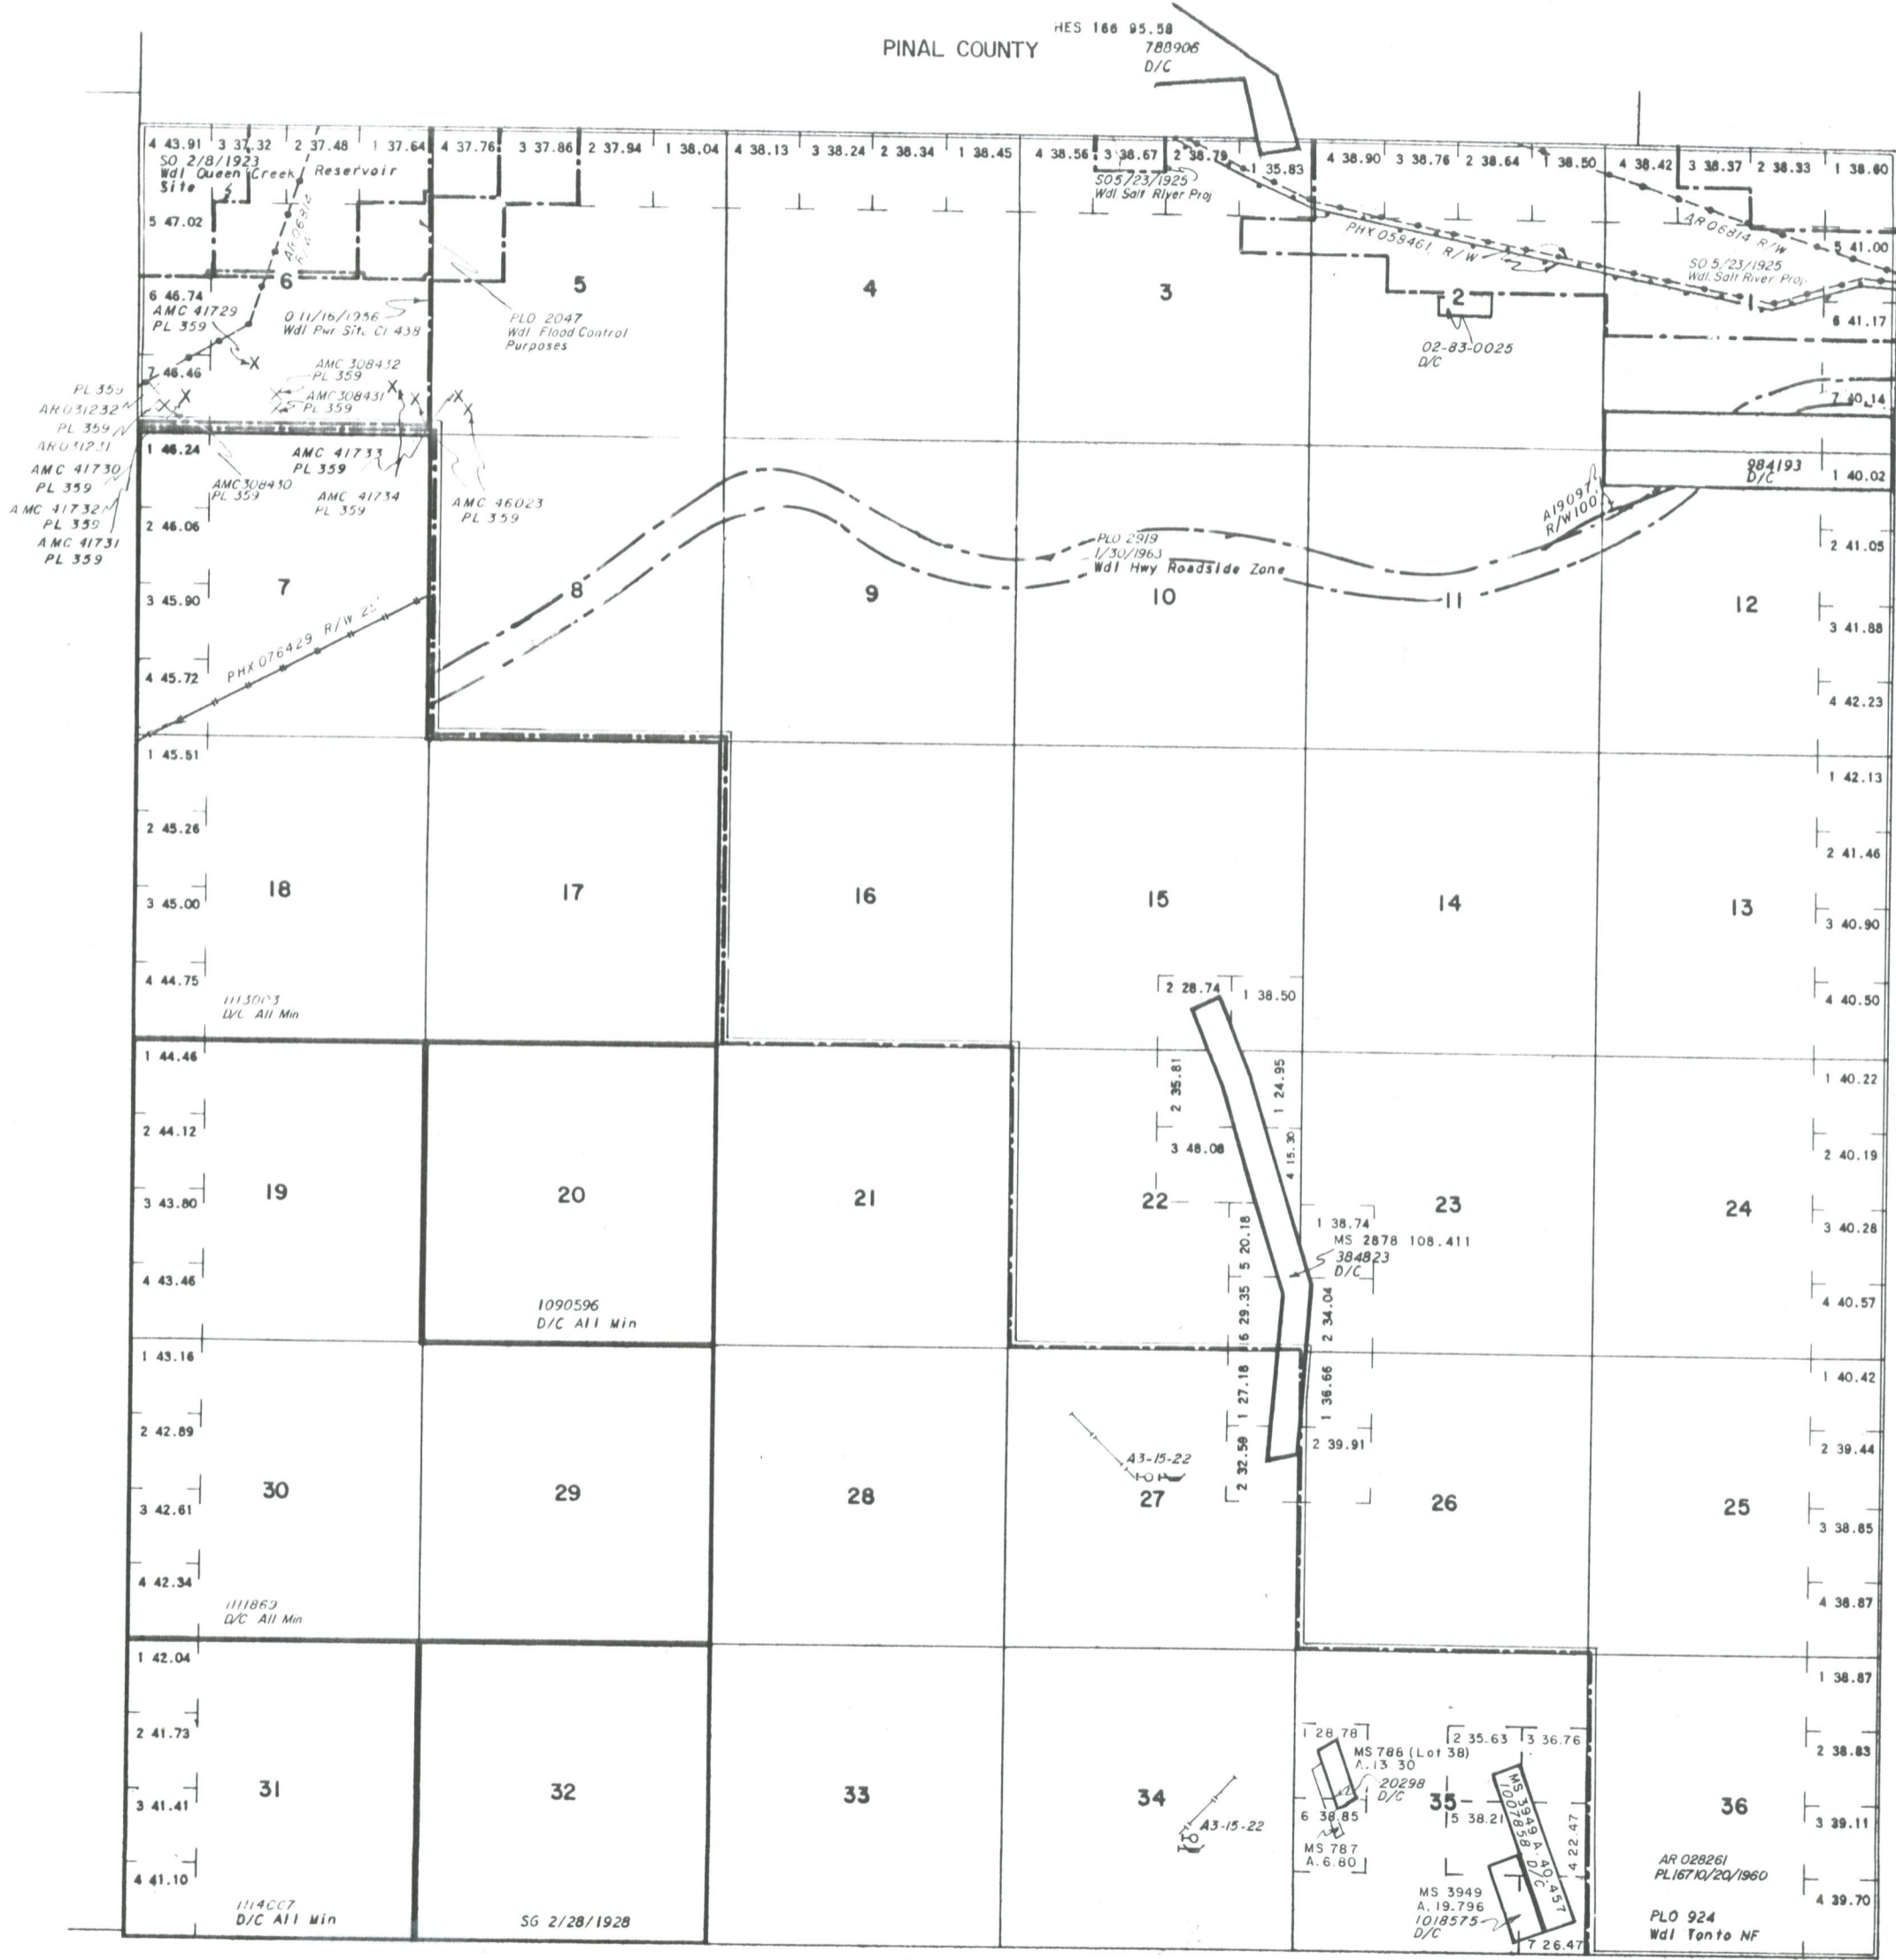 PINAL COUNTY
HES 166 95.58
788906
D/C
4 43.91 3 37.32 2 37.48 1 37.64 4 37.76 3 37.86 2 37.94 1 38.04 4 38.13 3 38.24 2 38.34 1 38.45 4 38.56 3 38.67 2 38.79 1 35.83 4 38.90 3 38.76 2 38.64 1 38.50 4 38.42 3 38.37 2 38.33 1 38.60
SO 2/8/1923
Wdl Queen Creek Reservoir
Site
5 47.02
AR 06814
R/W
6
6 46.74
AMC 41729
PL 359
7 46.46
O 11/16/1956
Wdl Pwr Site Cl 438
AMC 308432
PL 359
AMC 308431
PL 359
5
PLO 2047
Wdl Flood Control
Purposes
4
3
SO 5/23/1925
Wdl Salt River Proj
PHX 058461, R/W
2
02-83-0025
D/C
AR 06814 R/W
SO 5/23/1925
Wdl. Salt River Proj.
1
5 41.00
6 41.17
7 40.14
PL 359
AR 031232
PL 359
AR 031231
AMC 41730
PL 359
AMC 41732
PL 359
AMC 41731
PL 359
1 46.24
AMC 308430
PL 359
AMC 41733
PL 359
AMC 41734
PL 359
AMC 46023
PL 359
2 46.06
3 45.90
4 45.72
7
PHX 076429 R/W 25'
8
9
PLO 2919
1/30/1963
Wdl Hwy Roadside Zone
10
11
A19097
R/W100'
984193
D/C
1 40.02
2 41.05
12
3 41.88
4 42.23
1 45.51
2 45.26
3 45.00
4 44.75
18
1113003
D/C All Min
17
16
15
2 28.74
1 38.50
14
13
1 42.13
2 41.46
3 40.90
4 40.50
1 44.46
2 44.12
3 43.80
4 43.46
19
20
1090596
D/C All Min
21
22
2 35.81
1 24.95
3 48.08
4 15.30
5 20.18
6 29.35
23
1 38.74
MS 2878 108.411
384823
D/C
2 34.04
24
1 40.22
2 40.19
3 40.28
4 40.57
1 43.16
2 42.89
3 42.61
4 42.34
30
1111869
D/C All Min
29
28
27
A3-15-22
1 27.18
2 32.59
1 36.66
2 39.91
26
25
1 40.42
2 39.44
3 38.85
4 38.87
1 42.04
2 41.73
3 41.41
4 41.10
31
1114007
D/C All Min
32
SG 2/28/1928
33
34
A3-15-22
1 28.78
MS 786 (Lot 38)
A. 13.30
20298
D/C
6 38.85
MS 787
A. 6.80
35
2 35.63
3 36.76
5 38.21
MS 3949 A. 40.457
1007858 D/C
4 22.47
MS 3949
A. 19.796
1018575
D/C
7 26.47
36
1 38.87
2 38.83
3 39.11
4 39.70
AR 028261
PL167 10/20/1960
PLO 924
Wdl Tonto NF